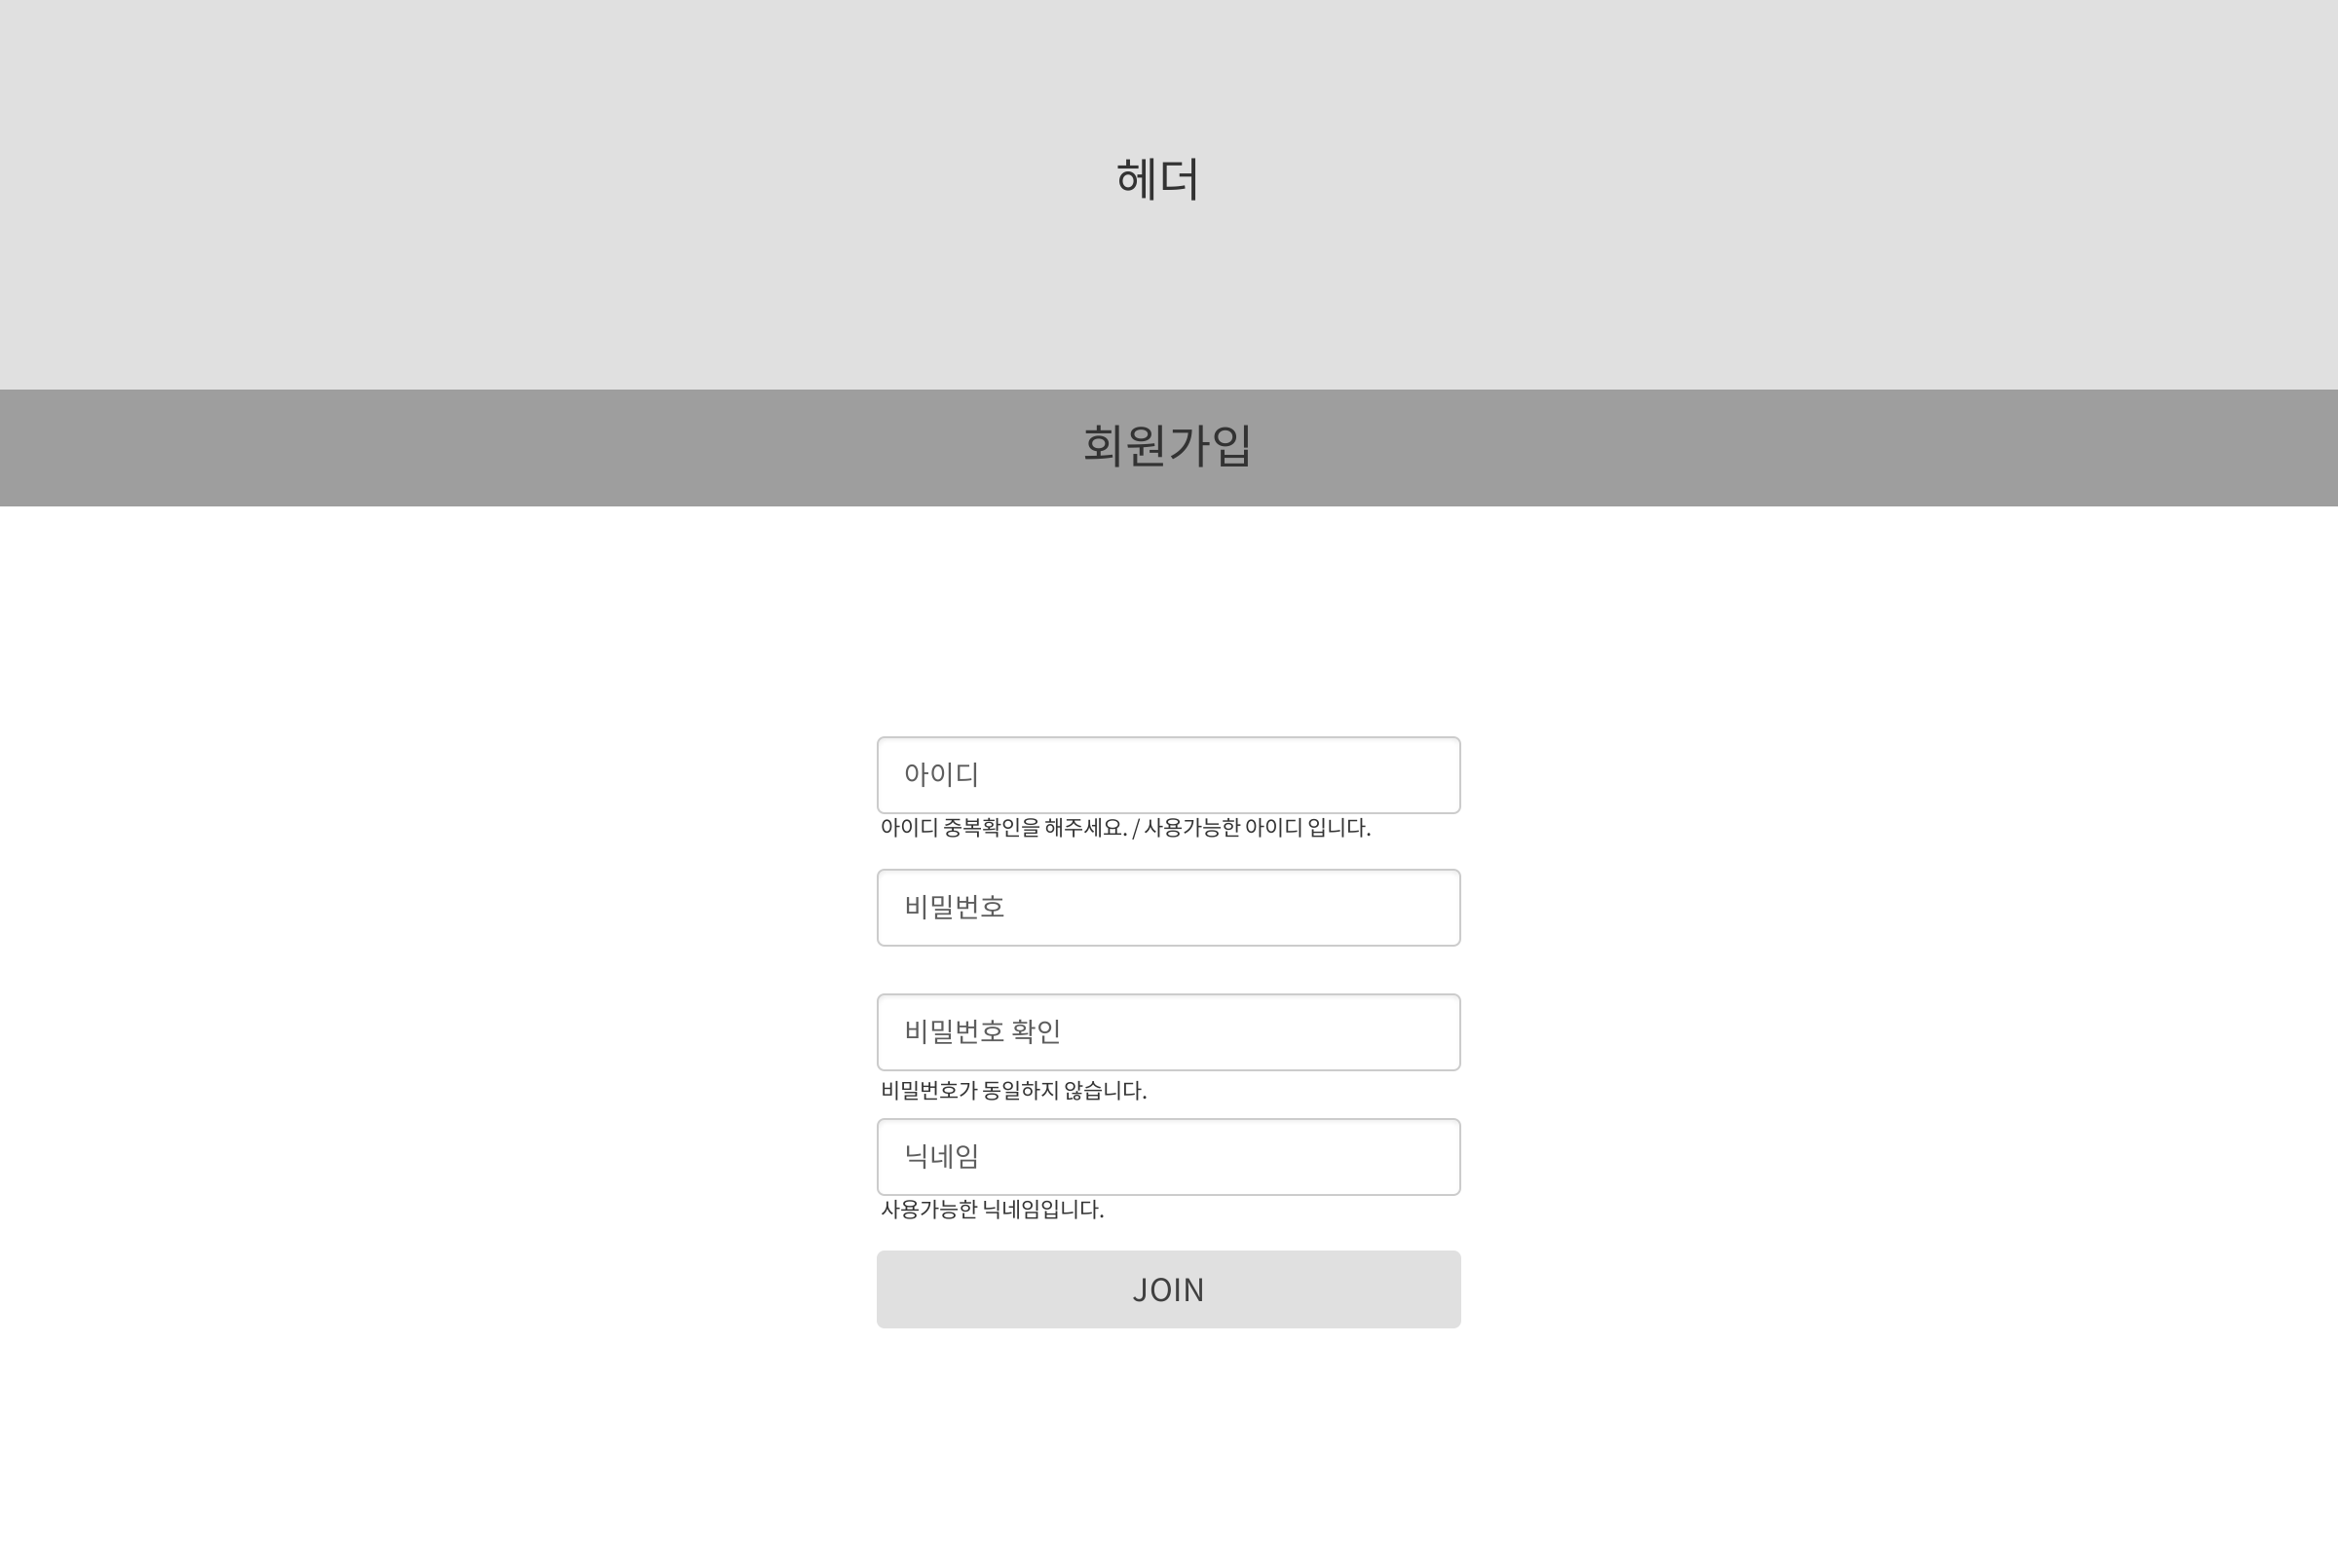 헤더
회원가입
아이디
아이디 중복확인을 해주세요. / 사용가능한 아이디 입니다.
비밀번호
비밀번호 확인
비밀번호가 동일하지 않습니다.
닉네임
사용가능한 닉네임입니다.
JOIN